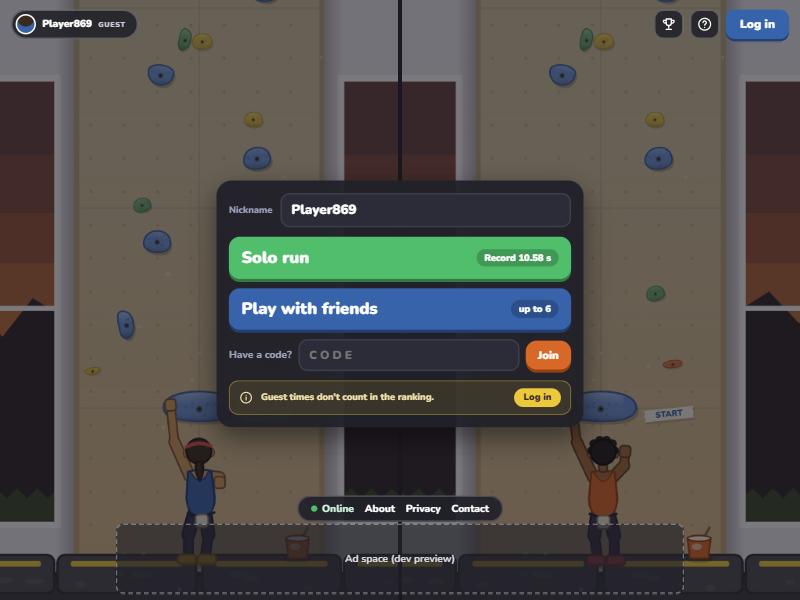 Player869 GUEST
Log in
Nickname Player869
Solo run Record 10.58 s
Play with friends up to 6
Have a code? CODE Join
Guest times don't count in the ranking. Log in
START
Online About Privacy Contact
Ad space (dev preview)